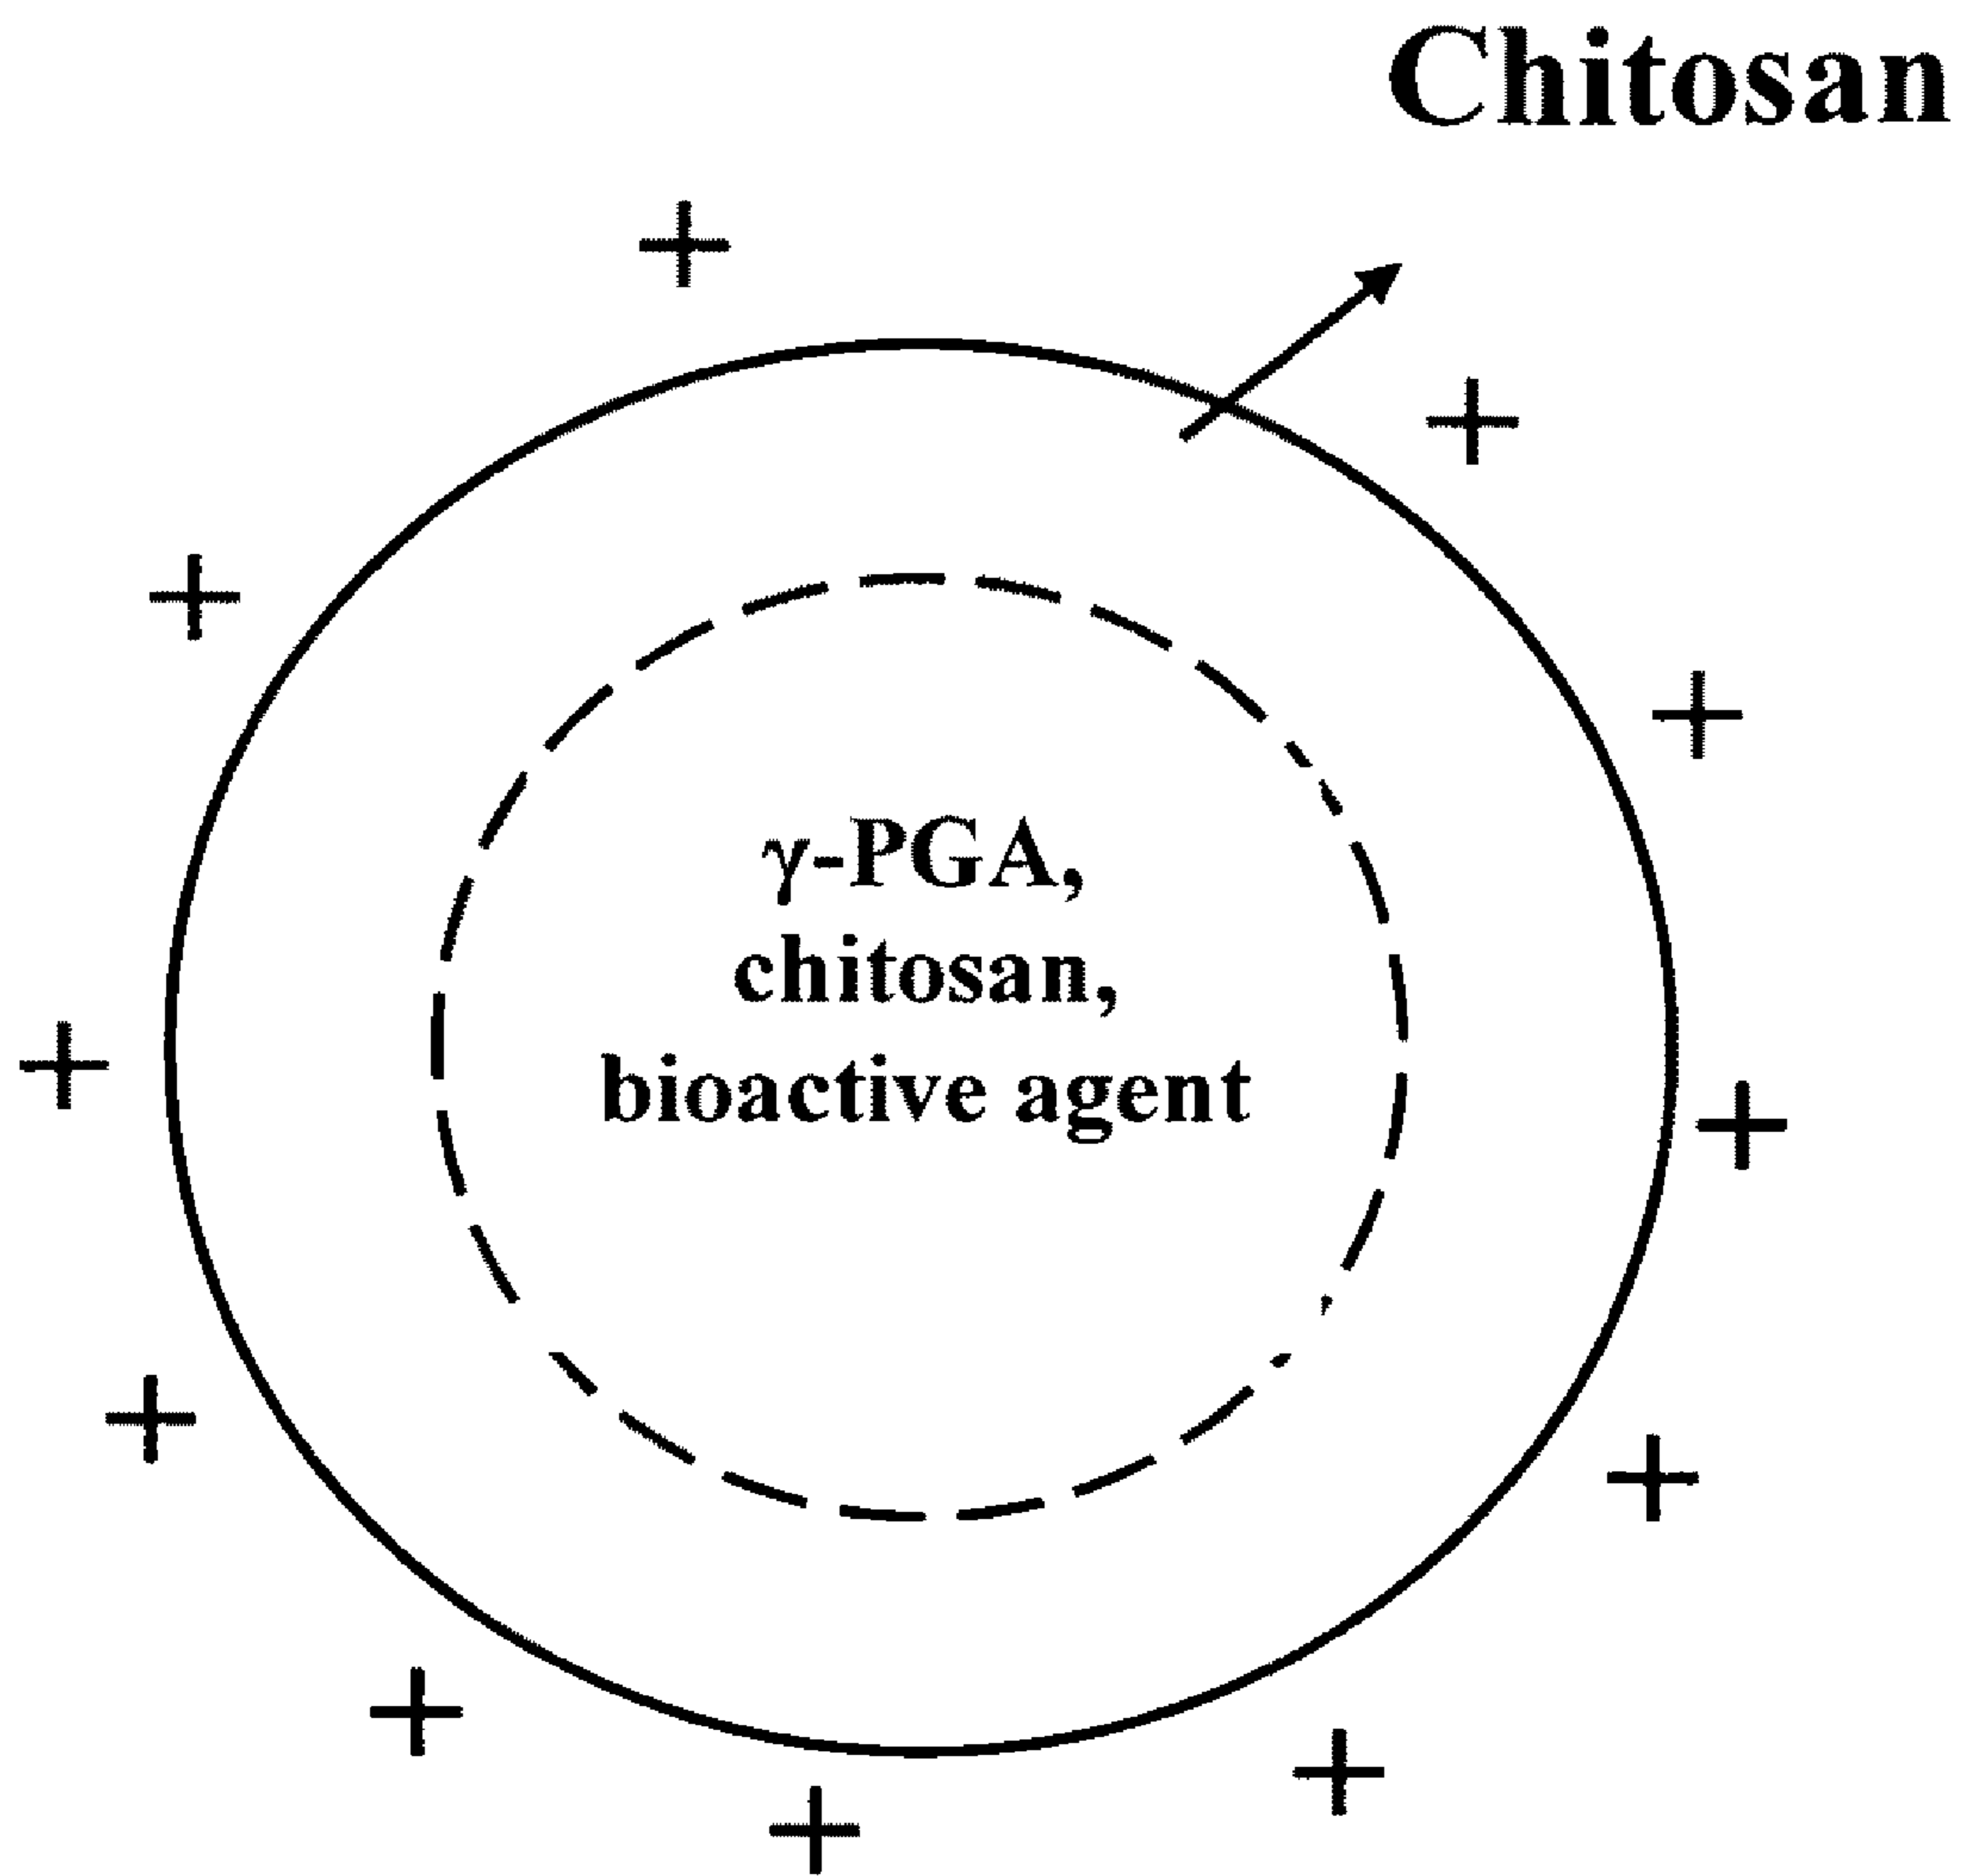 Chitosan
γ-PGA,
chitosan,
bioactive agent